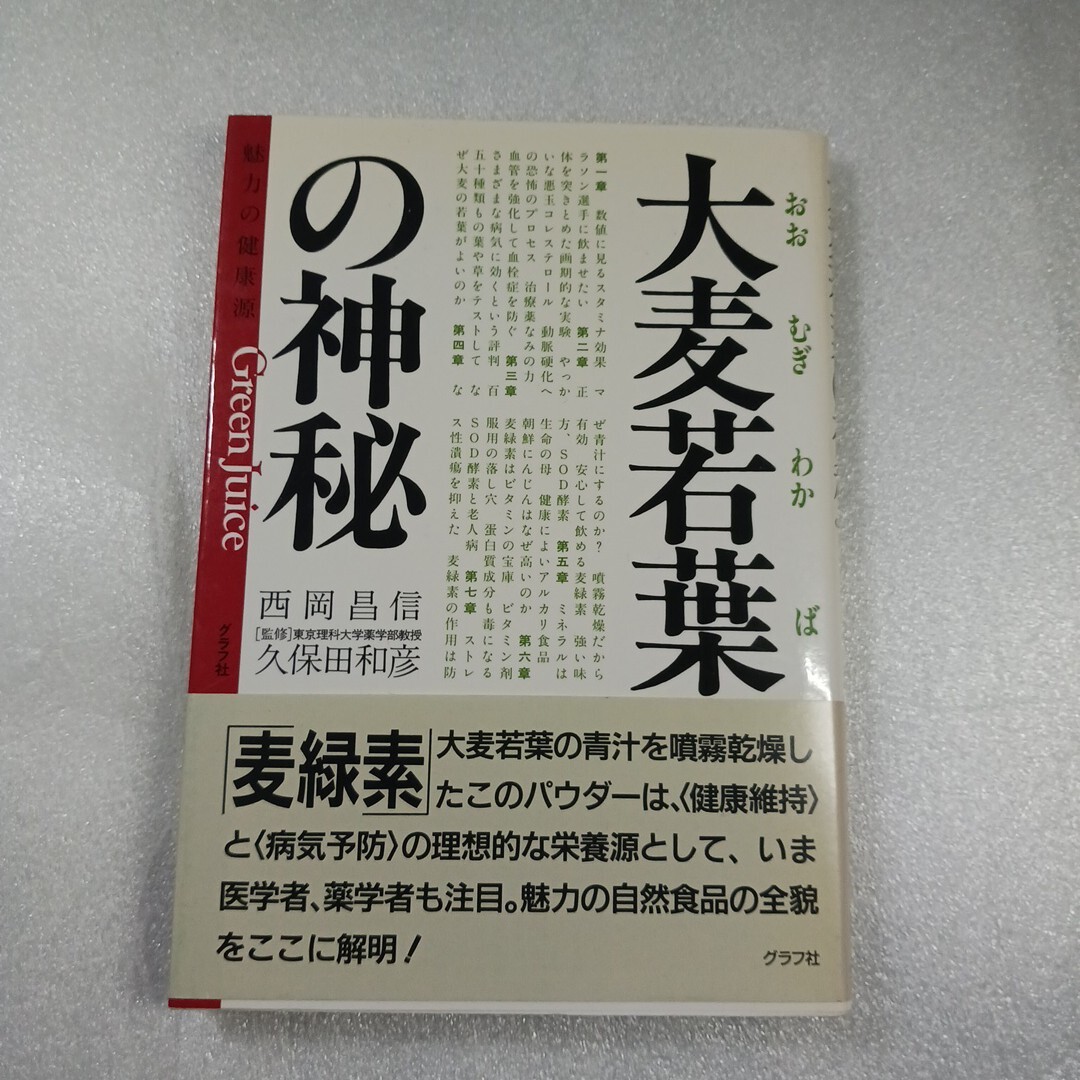 大麦若葉
おお むぎ わか ば
の神秘
第一章 数値に見るスタミナ効果 マ
ラソン選手に飲ませたい 第二章 正
体を突きとめた画期的な実験 やっか
いな悪玉コレステロール 動脈硬化へ
の恐怖のプロセス 治療薬なみの力
血管を強化して血栓症を防ぐ 第三章
さまざまな病気に効くという評判 百
五十種類もの葉や草をテストして な
ぜ大麦の若葉がよいのか 第四章 な
ぜ青汁にするのか? 噴霧乾燥だから
有効 安心して飲める麦緑素 強い味
方、SOD酵素 第五章 ミネラルは
生命の母 健康によいアルカリ食品
朝鮮にんじんはなぜ高いのか 第六章
麦緑素はビタミンの宝庫 ビタミン剤
服用の落し穴 蛋白質成分も毒になる
SOD酵素と老人病 第七章 ストレ
ス性潰瘍を抑えた 麦緑素の作用は防
西岡昌信
[監修]東京理科大学薬学部教授
久保田和彦
魅力の健康源
Green Juice
グラフ社
「麦緑素」
大麦若葉の青汁を噴霧乾燥し
たこのパウダーは、〈健康維持〉
と〈病気予防〉の理想的な栄養源として、いま
医学者、薬学者も注目。魅力の自然食品の全貌
をここに解明!
グラフ社